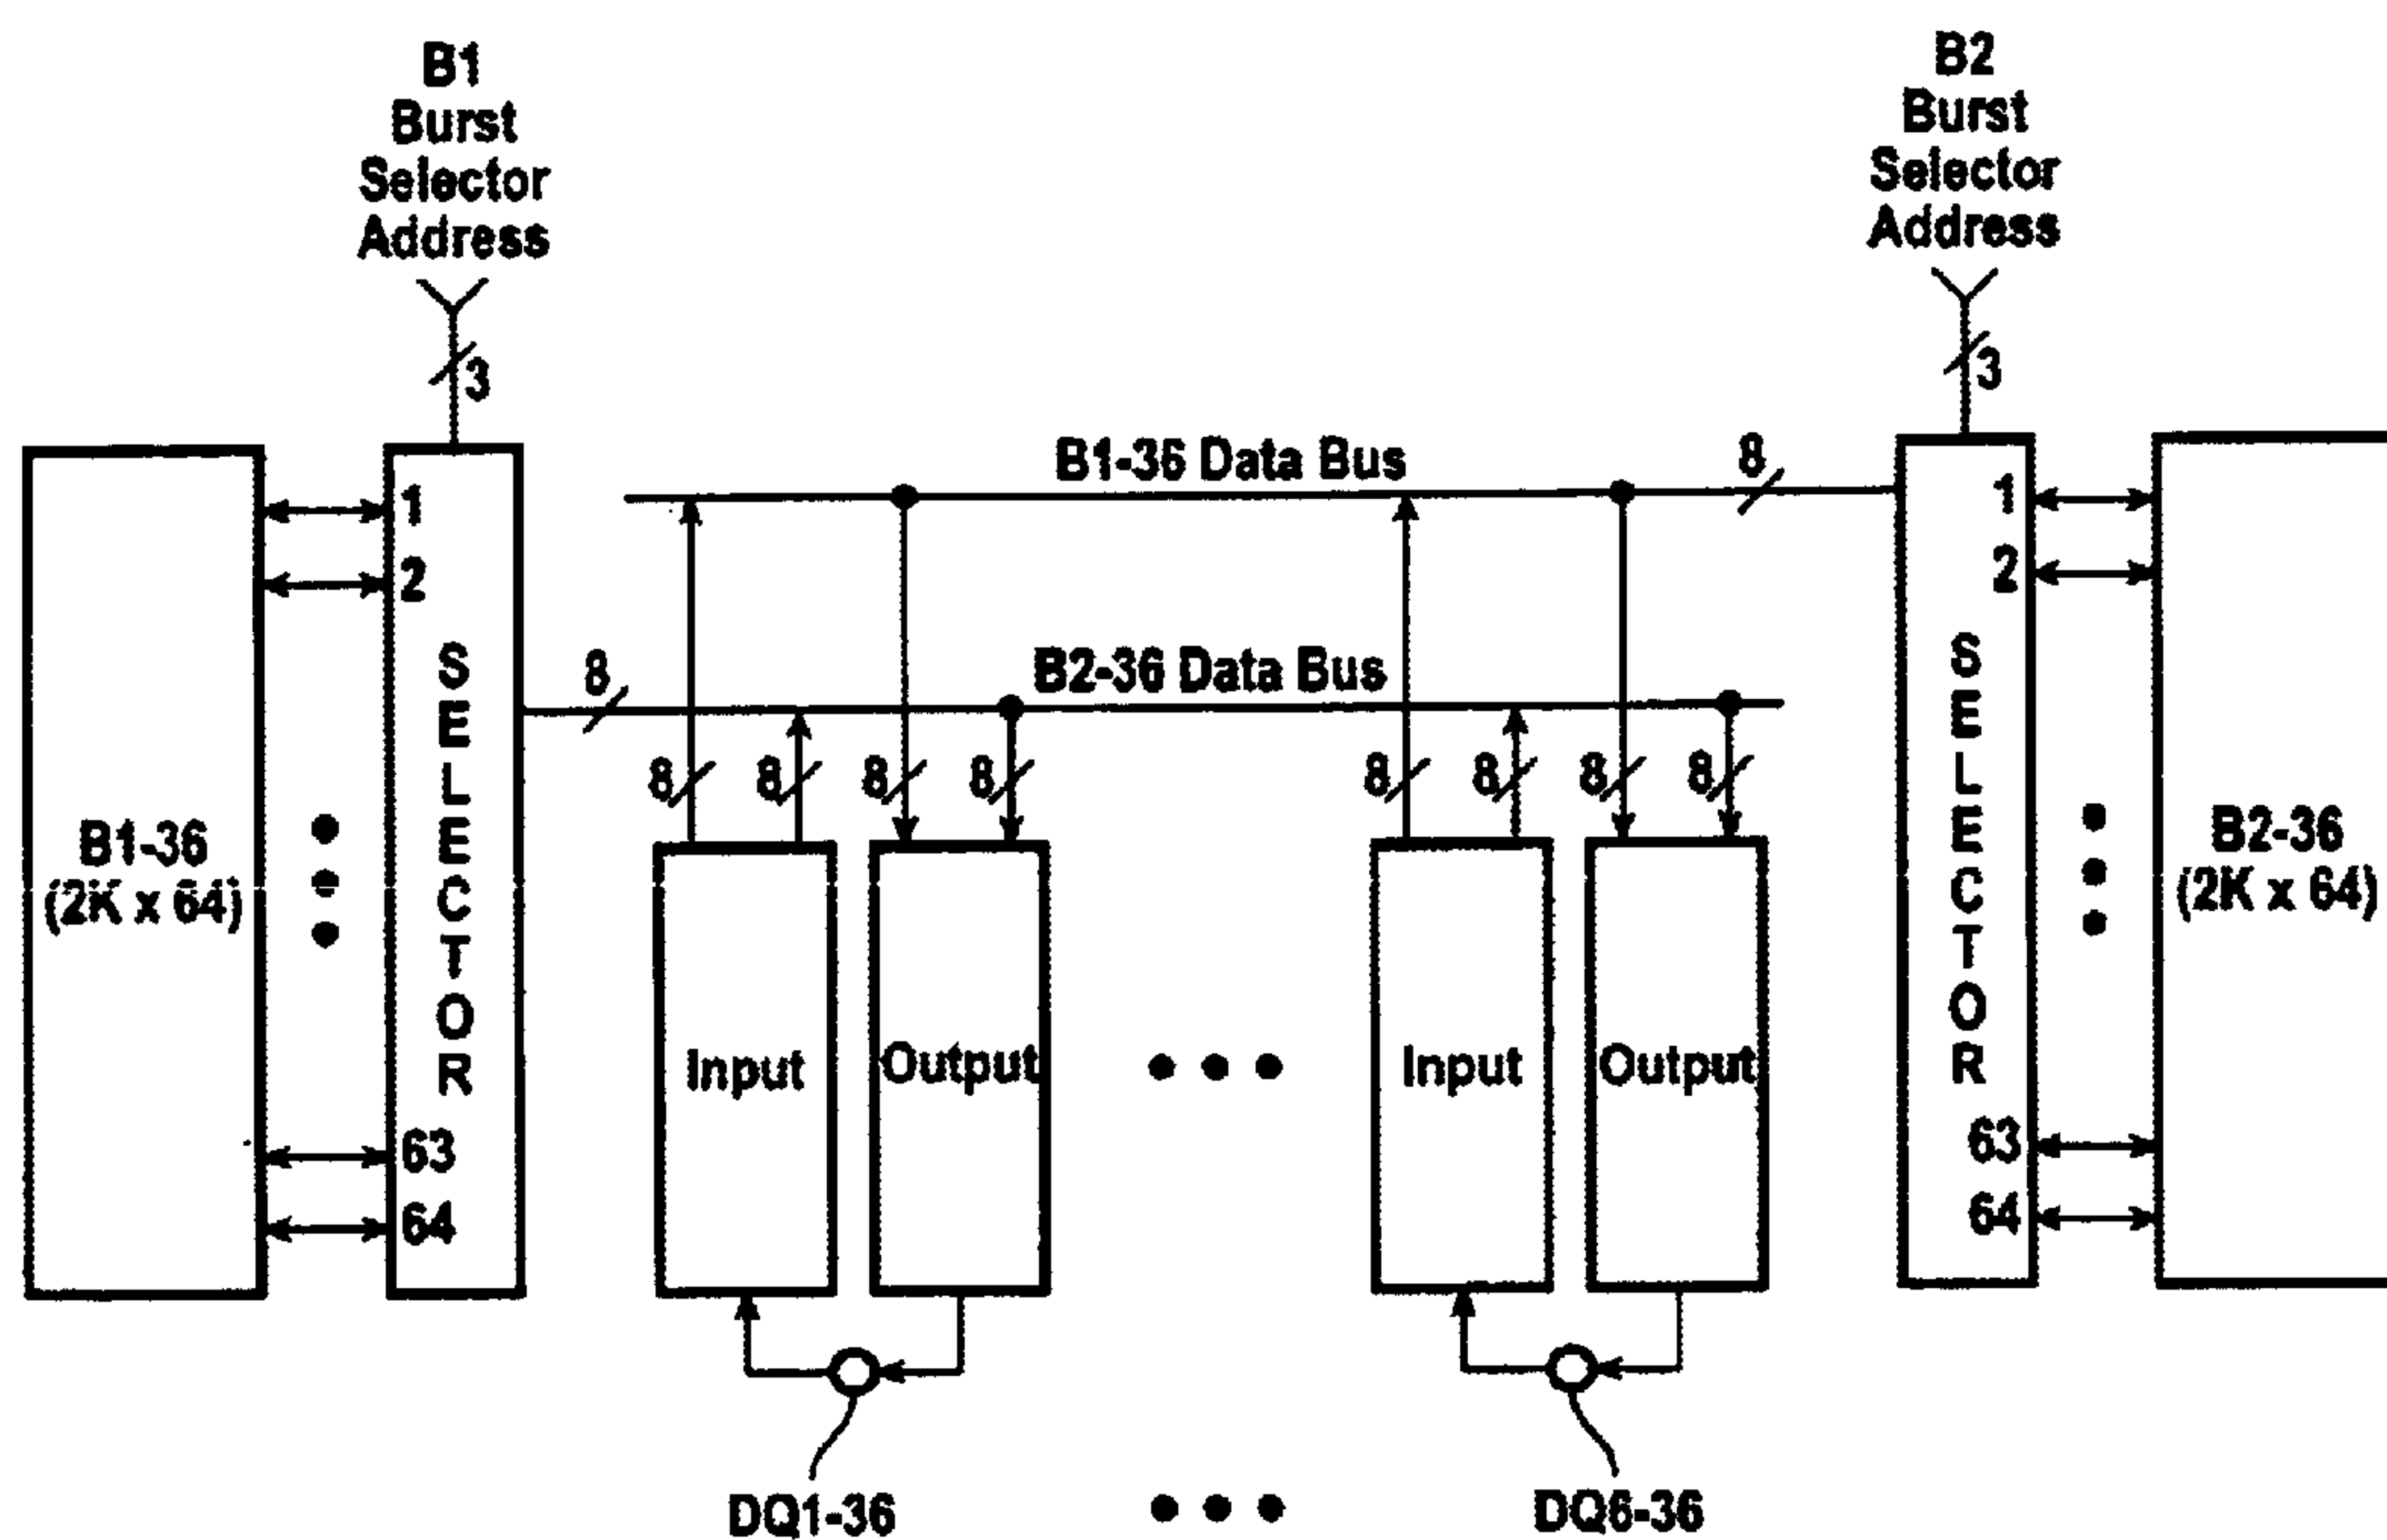 B1
Burst
Selector
Address
3
B2
Burst
Selector
Address
3
B1-36 Data Bus
8
B2-36 Data Bus
8
8
8
8
8
8
8
8
8
B1-36
(2K x 64)
1
2
SELECTOR
63
64
Input
Output
Input
Output
1
2
SELECTOR
63
64
B2-36
(2K x 64)
DQ1-36
DQ6-36